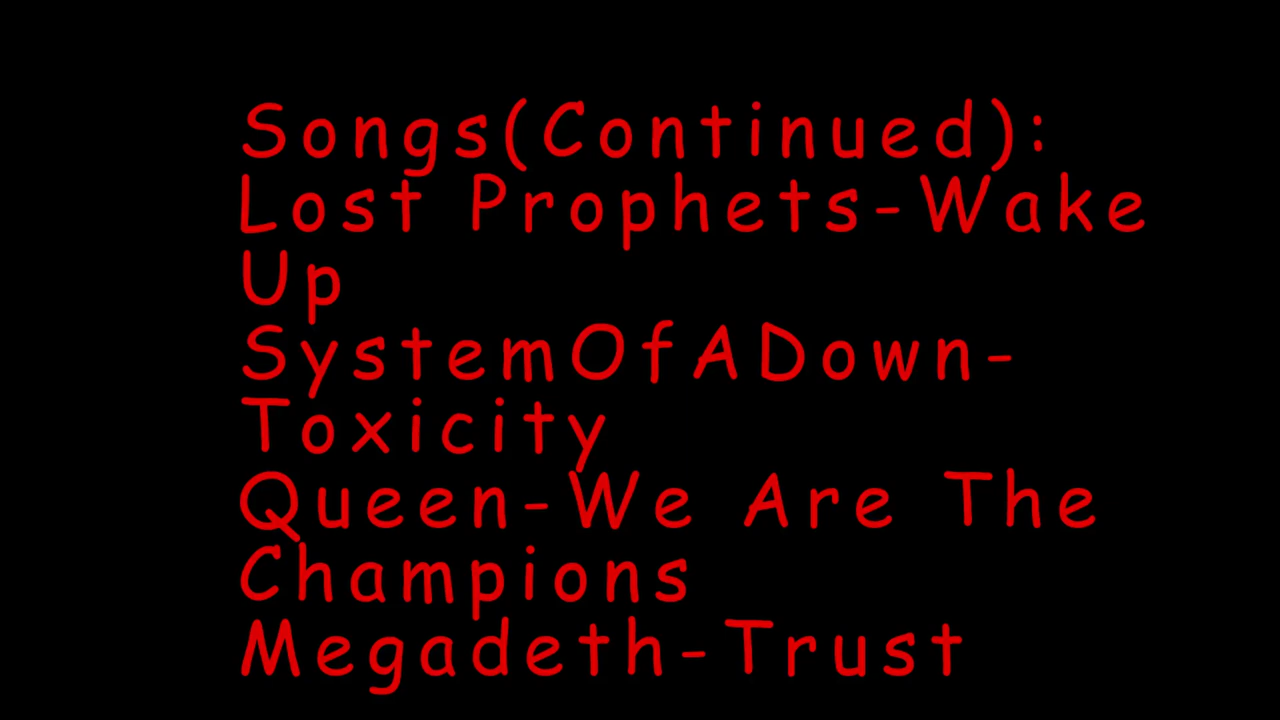 Songs(Continued):
Lost Prophets-Wake
Up
SystemOfADown-
Toxicity
Queen-We Are The
Champions
Megadeth-Trust